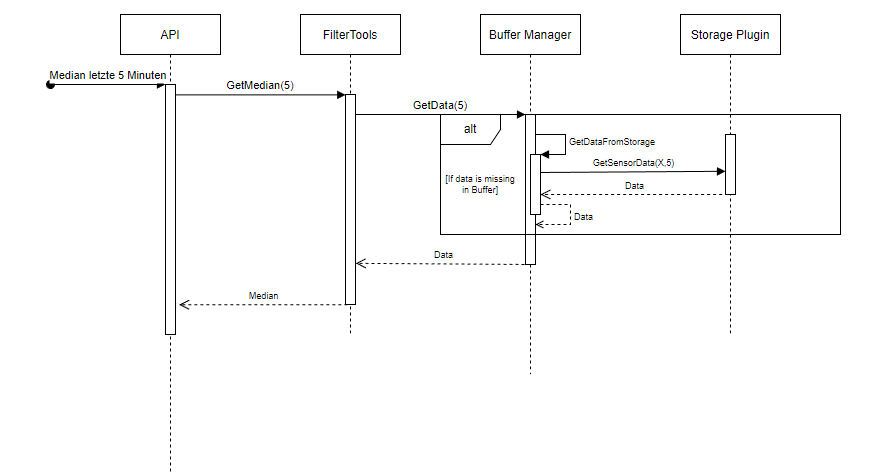 API
FilterTools
Buffer Manager
Storage Plugin
Median letzte 5 Minuten
GetMedian(5)
GetData(5)
alt
GetDataFromStorage
GetSensorData(X,5)
[If data is missing
in Buffer]
Data
Data
Data
Median